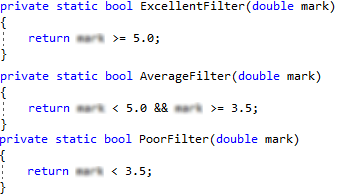 private static bool ExcellentFilter(double mark)
{
return >= 5.0;
}
private static bool AverageFilter(double mark)
{
return < 5.0 && >= 3.5;
}
private static bool PoorFilter(double mark)
{
return < 3.5;
}